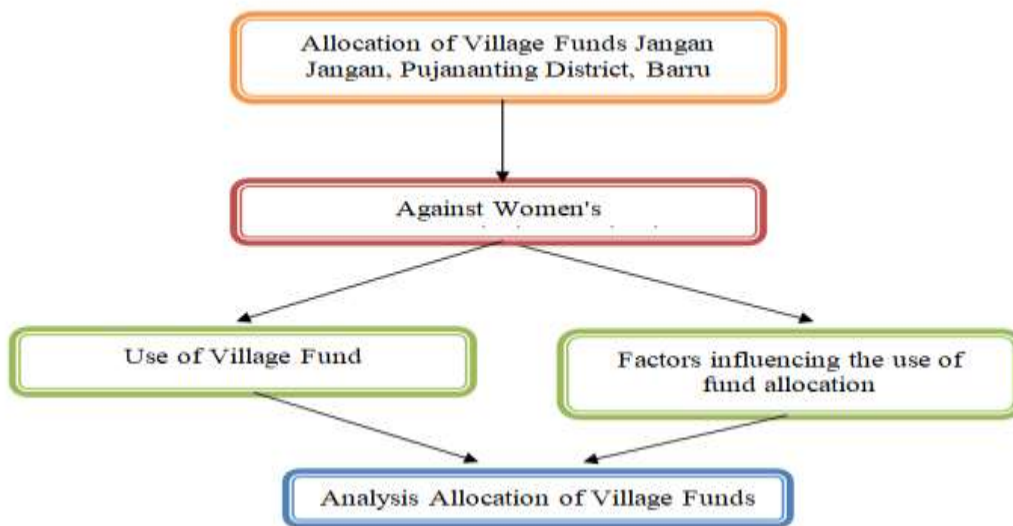 Allocation of Village Funds Jangan
Jangan, Pujananting District, Barru
Against Women's
Use of Village Fund
Factors influencing the use of
fund allocation
Analysis Allocation of Village Funds